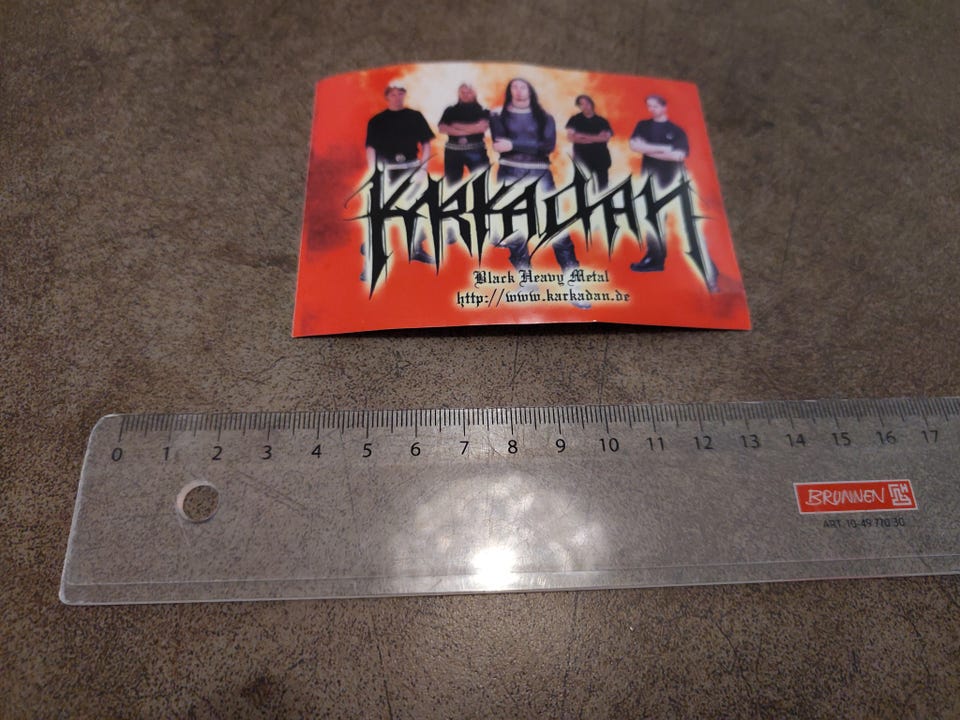 KARKADAN
Black Heavy Metal
http://www.karkadan.de
0 1 2 3 4 5 6 7 8 9 10 11 12 13 14 15 16 17
BRUNNEN
ART. 10-49 770 30